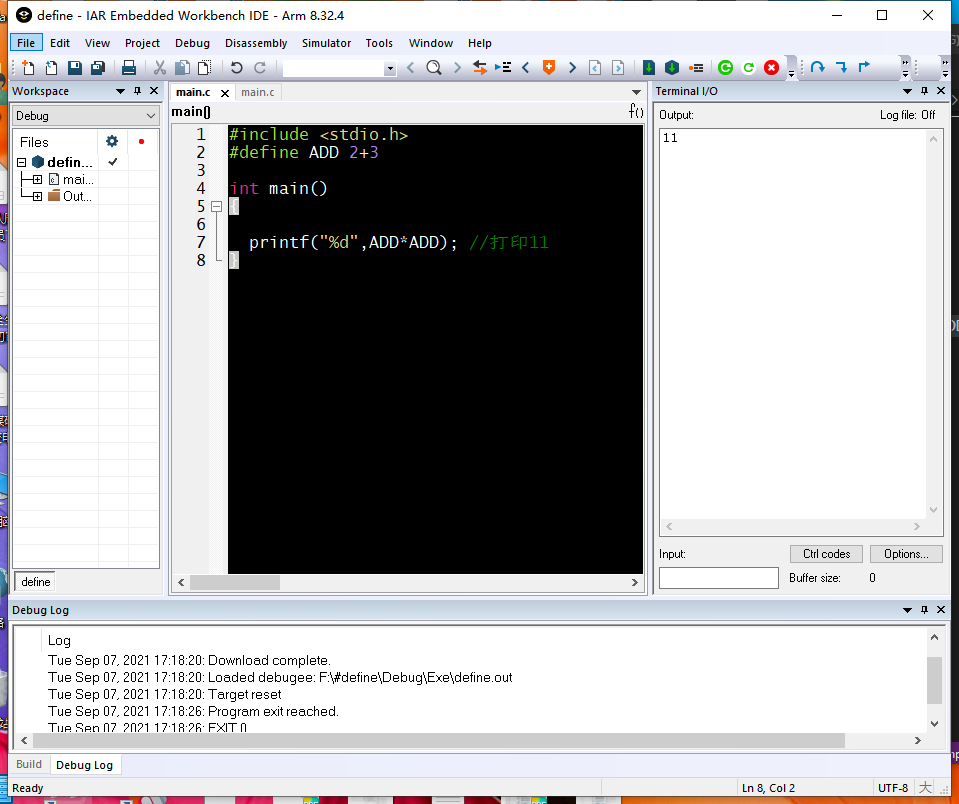 define - IAR Embedded Workbench IDE - Arm 8.32.4
File Edit View Project Debug Disassembly Simulator Tools Window Help
Workspace
Debug
Files
define...
mai...
Out...
define
main.c main.c
main()
f()
1 #include <stdio.h>
2 #define ADD 2+3
3
4 int main()
5 {
6
7 printf("%d",ADD*ADD); //打印11
8 }
Terminal I/O
Output: Log file: Off
11
Input: Ctrl codes Options...
Buffer size: 0
Debug Log
Log
Tue Sep 07, 2021 17:18:20: Download complete.
Tue Sep 07, 2021 17:18:20: Loaded debugee: F:\#define\Debug\Exe\define.out
Tue Sep 07, 2021 17:18:20: Target reset
Tue Sep 07, 2021 17:18:26: Program exit reached.
Tue Sep 07, 2021 17:18:26: EXIT 0
Build Debug Log
Ready Ln 8, Col 2 UTF-8 大